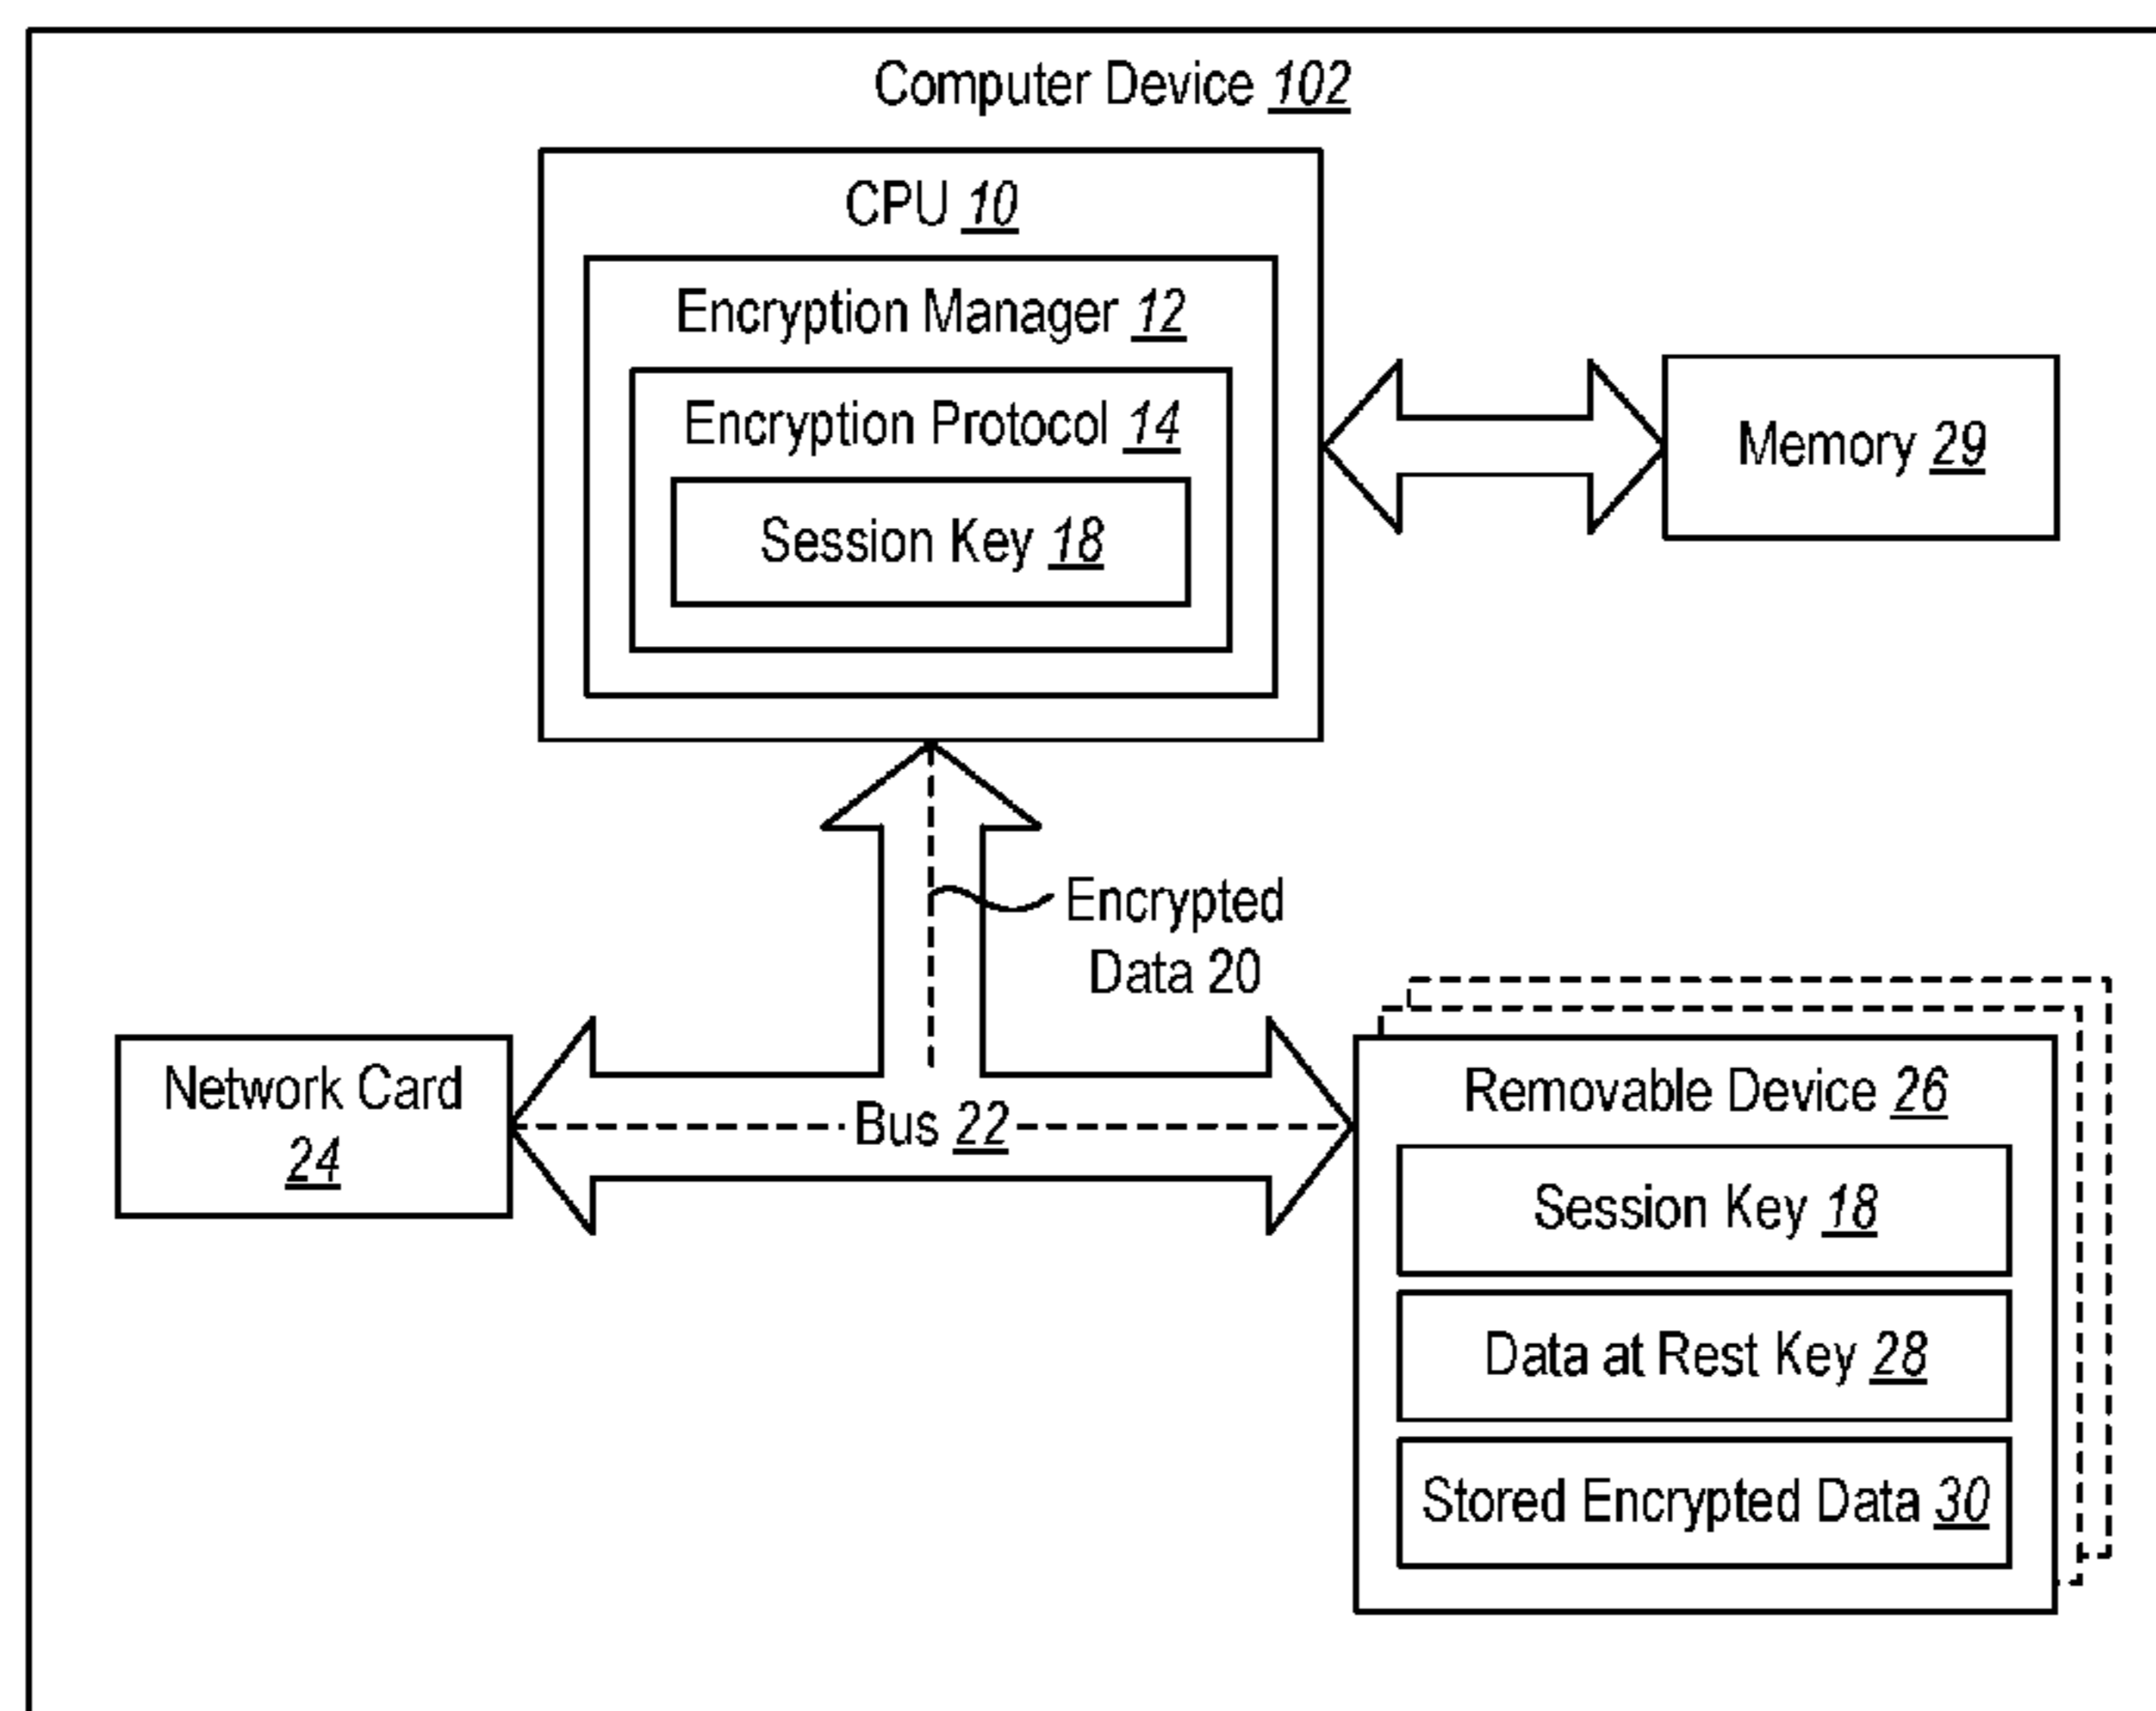 Computer Device 102
CPU 10
Encryption Manager 12
Encryption Protocol 14
Session Key 18
Memory 29
Encrypted
Data 20
Network Card
24
Bus 22
Removable Device 26
Session Key 18
Data at Rest Key 28
Stored Encrypted Data 30